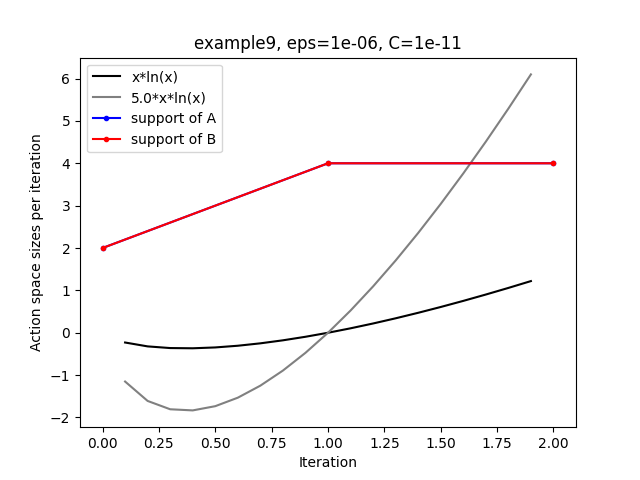 example9, eps=1e-06, C=1e-11
x*ln(x)
5.0*x*ln(x)
support of A
support of B
Action space sizes per iteration
6
5
4
3
2
1
0
−1
−2
0.00 0.25 0.50 0.75 1.00 1.25 1.50 1.75 2.00
Iteration